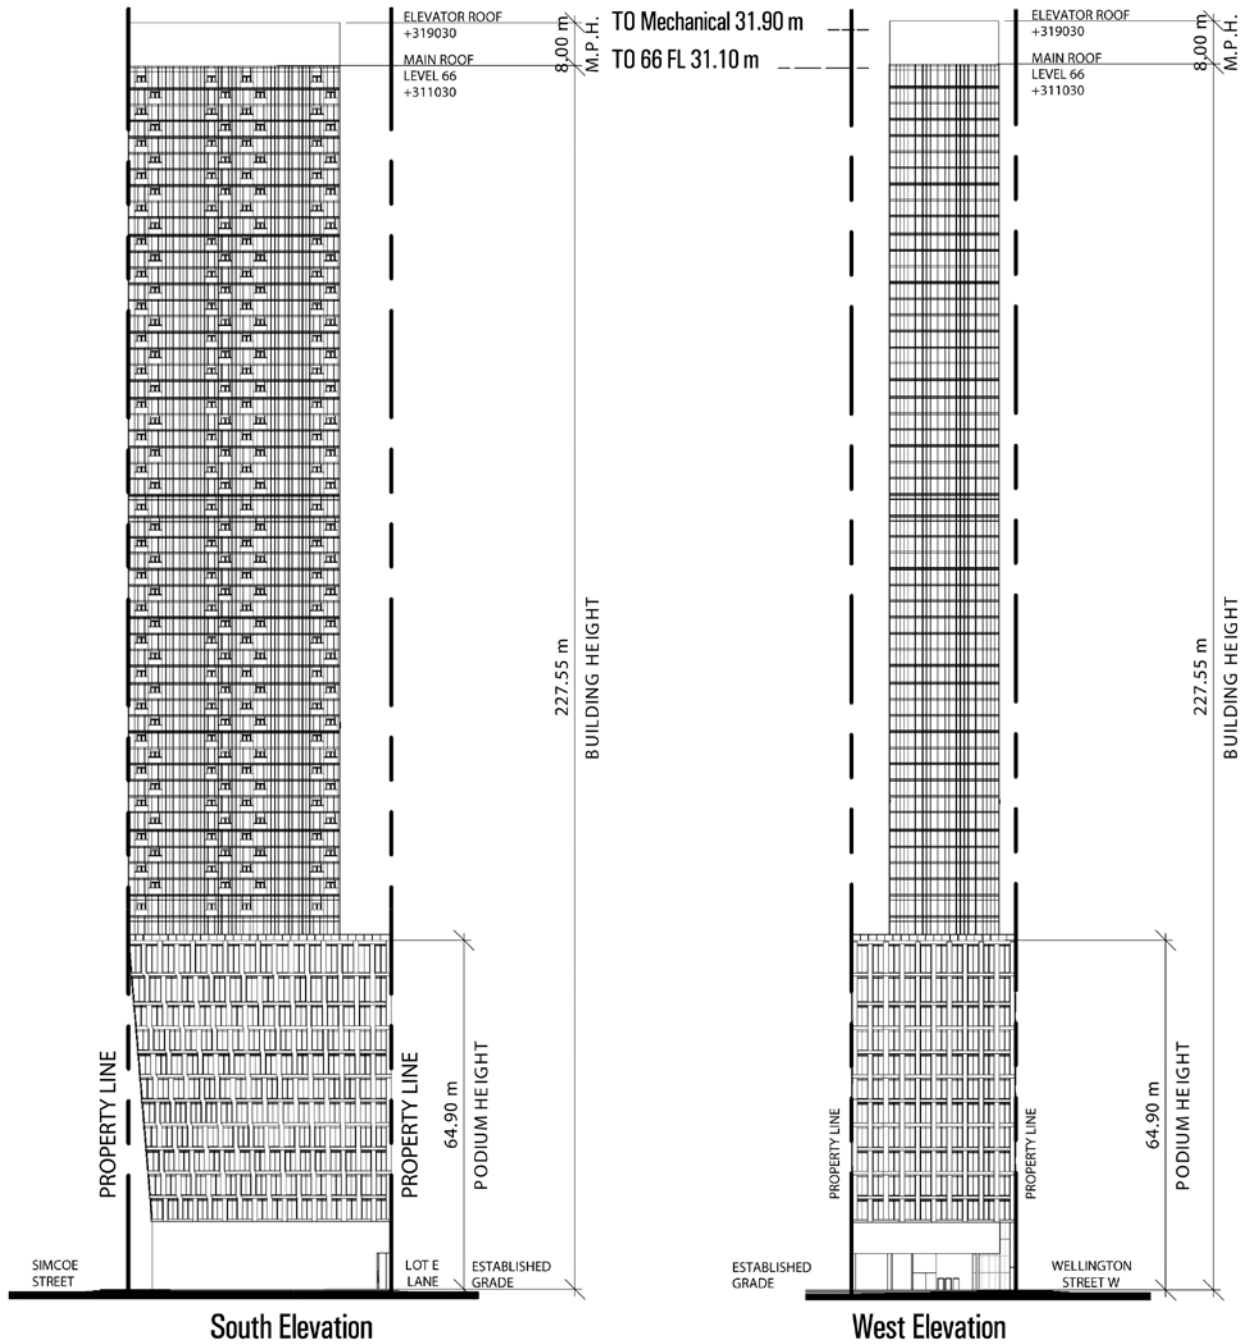 ELEVATOR ROOF
+319030
MAIN ROOF
LEVEL 66
+311030
8.00 m
M.P.H.
TO Mechanical 31.90 m
TO 66 FL 31.10 m
ELEVATOR ROOF
+319030
MAIN ROOF
LEVEL 66
+311030
8.00 m
M.P.H.
227.55 m
BUILDING HEIGHT
227.55 m
BUILDING HEIGHT
PROPERTY LINE
PROPERTY LINE
64.90 m
PODIUM HEIGHT
PROPERTY LINE
PROPERTY LINE
64.90 m
PODIUM HEIGHT
SIMCOE
STREET
LOT E
LANE
ESTABLISHED
GRADE
ESTABLISHED
GRADE
WELLINGTON
STREET W
South Elevation
West Elevation